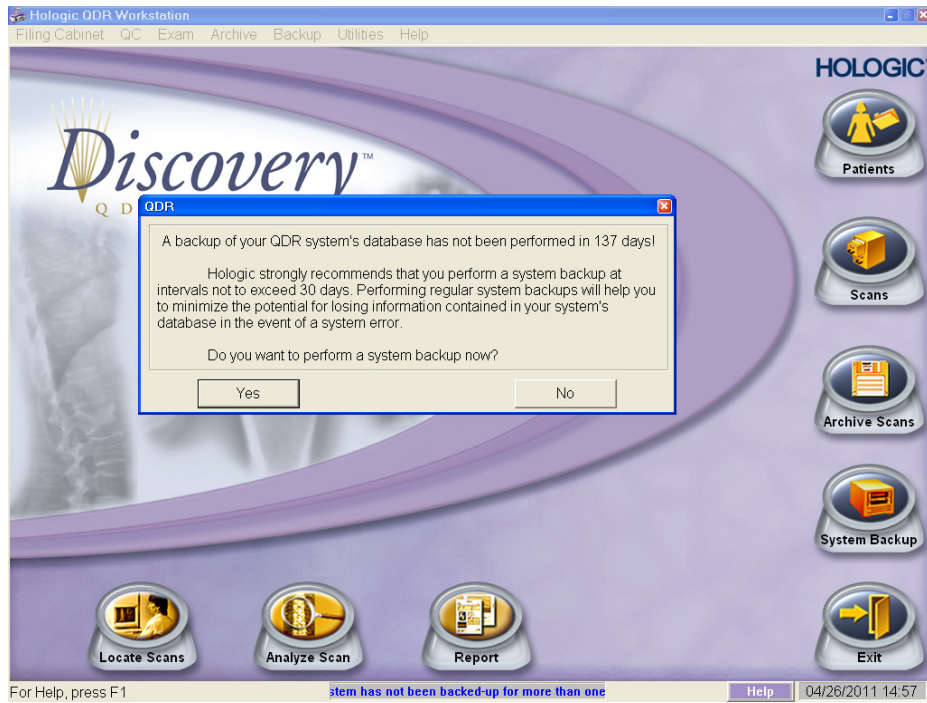 Hologic QDR Workstation
Filing Cabinet QC Exam Archive Backup Utilities Help
HOLOGIC
Discovery™
Q D
Patients
QDR
A backup of your QDR system's database has not been performed in 137 days!
Hologic strongly recommends that you perform a system backup at
intervals not to exceed 30 days. Performing regular system backups will help you
to minimize the potential for losing information contained in your system's
database in the event of a system error.
Do you want to perform a system backup now?
Yes No
Scans
Archive Scans
System Backup
Locate Scans Analyze Scan Report Exit
For Help, press F1 stem has not been backed-up for more than one Help 04/26/2011 14:57